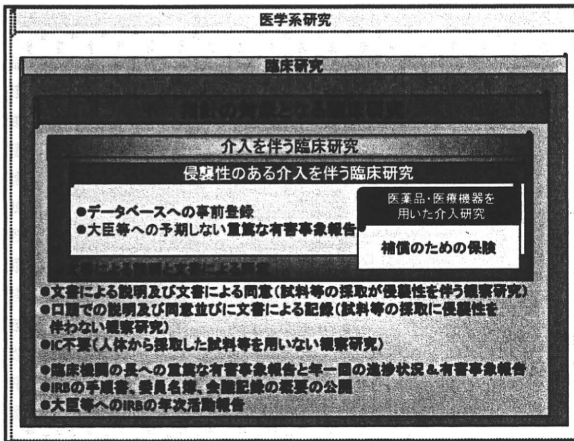 医学系研究
臨床研究
介入を伴う臨床研究
侵襲性のある介入を伴う臨床研究
●データベースへの事前登録
●大臣等への予期しない重篤な有害事象報告●
医薬品・医療機器を
用いた介入研究
補償のための保険
●文書による説明及び文書による同意(試料等の採取が侵襲性を伴う観察研究)
●口頭での説明及び同意並びに文書による記録(試料等の採取に侵襲性を
伴わない観察研究)
●IC不要(人体から採取した試料等を用いない観察研究)
●臨床機関の長への重篤な有害事象報告と年一回の進捗状況&有害事象報告
●IRBの手順書、委員名簿、会議記録の概要の公開
●大臣等へのIRBの年次活動報告